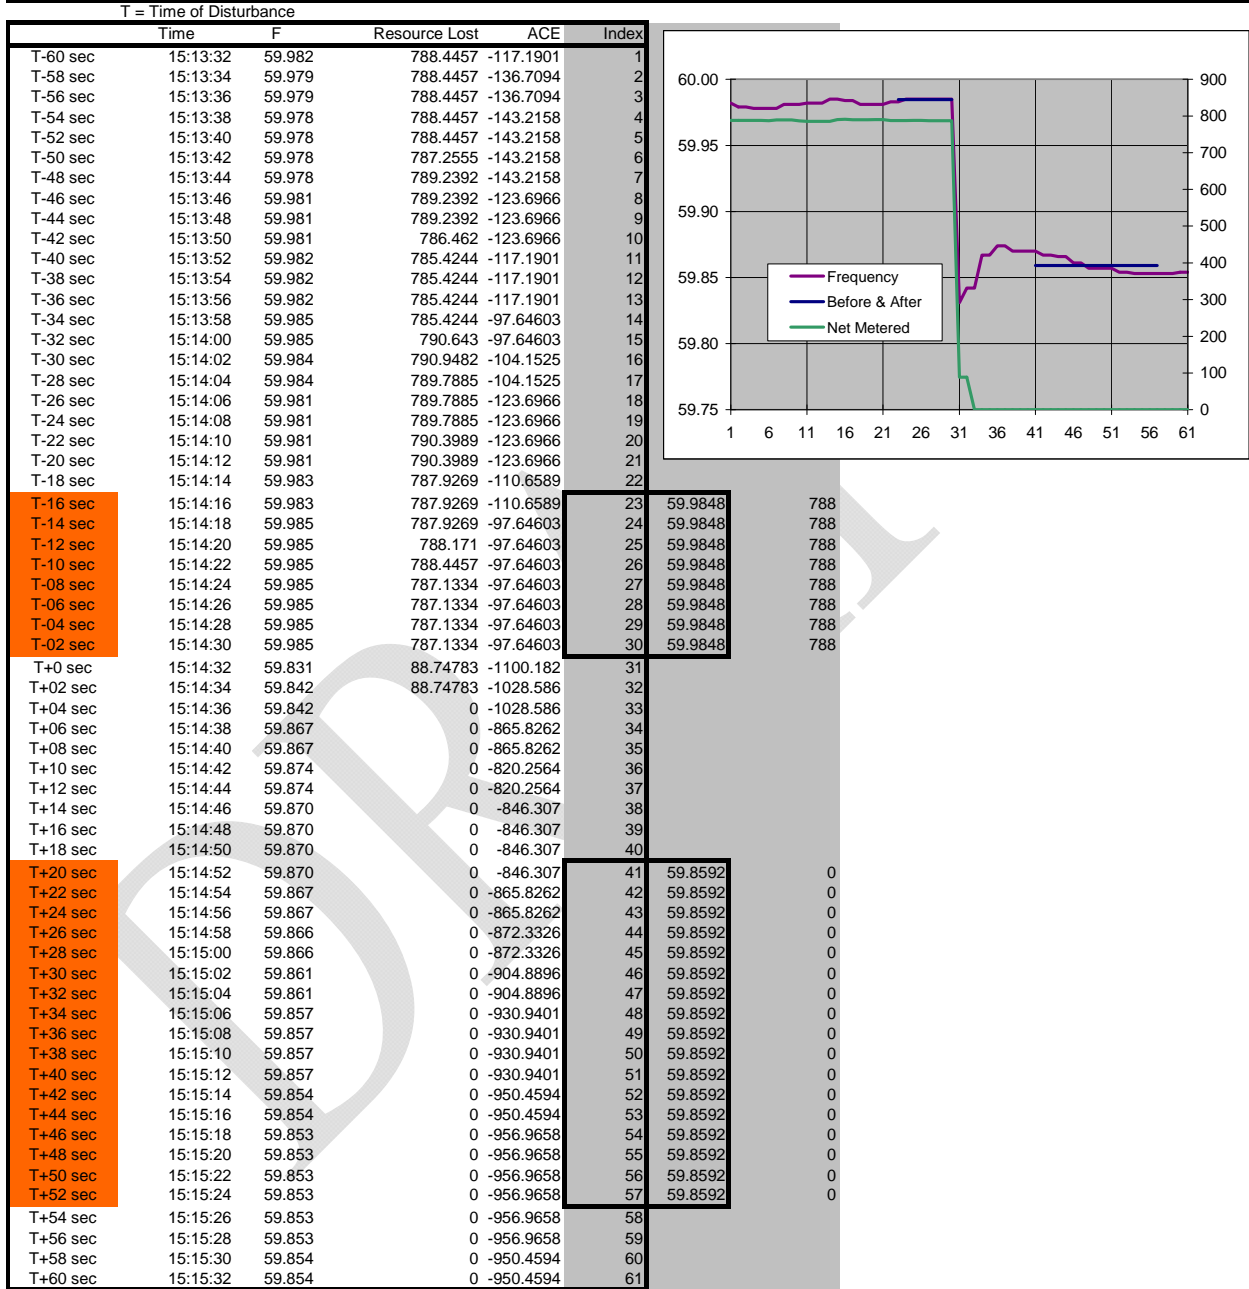 T = Time of Disturbance
Time F Resource Lost ACE Index
T-60 sec 15:13:32 59.982 788.4457 -117.1901 1
T-58 sec 15:13:34 59.979 788.4457 -136.7094 2
T-56 sec 15:13:36 59.979 788.4457 -136.7094 3
T-54 sec 15:13:38 59.978 788.4457 -143.2158 4
T-52 sec 15:13:40 59.978 788.4457 -143.2158 5
T-50 sec 15:13:42 59.978 787.2555 -143.2158 6
T-48 sec 15:13:44 59.978 789.2392 -143.2158 7
T-46 sec 15:13:46 59.981 789.2392 -123.6966 8
T-44 sec 15:13:48 59.981 789.2392 -123.6966 9
T-42 sec 15:13:50 59.981 786.462 -123.6966 10
T-40 sec 15:13:52 59.982 785.4244 -117.1901 11
T-38 sec 15:13:54 59.982 785.4244 -117.1901 12
T-36 sec 15:13:56 59.982 785.4244 -117.1901 13
T-34 sec 15:13:58 59.985 785.4244 -97.64603 14
T-32 sec 15:14:00 59.985 790.643 -97.64603 15
T-30 sec 15:14:02 59.984 790.9482 -104.1525 16
T-28 sec 15:14:04 59.984 789.7885 -104.1525 17
T-26 sec 15:14:06 59.981 789.7885 -123.6966 18
T-24 sec 15:14:08 59.981 789.7885 -123.6966 19
T-22 sec 15:14:10 59.981 790.3989 -123.6966 20
T-20 sec 15:14:12 59.981 790.3989 -123.6966 21
T-18 sec 15:14:14 59.983 787.9269 -110.6589 22
T-16 sec 15:14:16 59.983 787.9269 -110.6589 23 59.9848 788
T-14 sec 15:14:18 59.985 787.9269 -97.64603 24 59.9848 788
T-12 sec 15:14:20 59.985 788.171 -97.64603 25 59.9848 788
T-10 sec 15:14:22 59.985 788.4457 -97.64603 26 59.9848 788
T-08 sec 15:14:24 59.985 787.1334 -97.64603 27 59.9848 788
T-06 sec 15:14:26 59.985 787.1334 -97.64603 28 59.9848 788
T-04 sec 15:14:28 59.985 787.1334 -97.64603 29 59.9848 788
T-02 sec 15:14:30 59.985 787.1334 -97.64603 30 59.9848 788
T+0 sec 15:14:32 59.831 88.74783 -1100.182 31
T+02 sec 15:14:34 59.842 88.74783 -1028.586 32
T+04 sec 15:14:36 59.842 0 -1028.586 33
T+06 sec 15:14:38 59.867 0 -865.8262 34
T+08 sec 15:14:40 59.867 0 -865.8262 35
T+10 sec 15:14:42 59.874 0 -820.2564 36
T+12 sec 15:14:44 59.874 0 -820.2564 37
T+14 sec 15:14:46 59.870 0 -846.307 38
T+16 sec 15:14:48 59.870 0 -846.307 39
T+18 sec 15:14:50 59.870 0 -846.307 40
T+20 sec 15:14:52 59.870 0 -846.307 41 59.8592 0
T+22 sec 15:14:54 59.867 0 -865.8262 42 59.8592 0
T+24 sec 15:14:56 59.867 0 -865.8262 43 59.8592 0
T+26 sec 15:14:58 59.866 0 -872.3326 44 59.8592 0
T+28 sec 15:15:00 59.866 0 -872.3326 45 59.8592 0
T+30 sec 15:15:02 59.861 0 -904.8896 46 59.8592 0
T+32 sec 15:15:04 59.861 0 -904.8896 47 59.8592 0
T+34 sec 15:15:06 59.857 0 -930.9401 48 59.8592 0
T+36 sec 15:15:08 59.857 0 -930.9401 49 59.8592 0
T+38 sec 15:15:10 59.857 0 -930.9401 50 59.8592 0
T+40 sec 15:15:12 59.857 0 -930.9401 51 59.8592 0
T+42 sec 15:15:14 59.854 0 -950.4594 52 59.8592 0
T+44 sec 15:15:16 59.854 0 -950.4594 53 59.8592 0
T+46 sec 15:15:18 59.853 0 -956.9658 54 59.8592 0
T+48 sec 15:15:20 59.853 0 -956.9658 55 59.8592 0
T+50 sec 15:15:22 59.853 0 -956.9658 56 59.8592 0
T+52 sec 15:15:24 59.853 0 -956.9658 57 59.8592 0
T+54 sec 15:15:26 59.853 0 -956.9658 58
T+56 sec 15:15:28 59.853 0 -956.9658 59
T+58 sec 15:15:30 59.854 0 -950.4594 60
T+60 sec 15:15:32 59.854 0 -950.4594 61
60.00 900
800
59.95 700
600
59.90 500
400
59.85 300
59.80 200
100
59.75 0
Frequency
Before & After
Net Metered
1 6 11 16 21 26 31 36 41 46 51 56 61